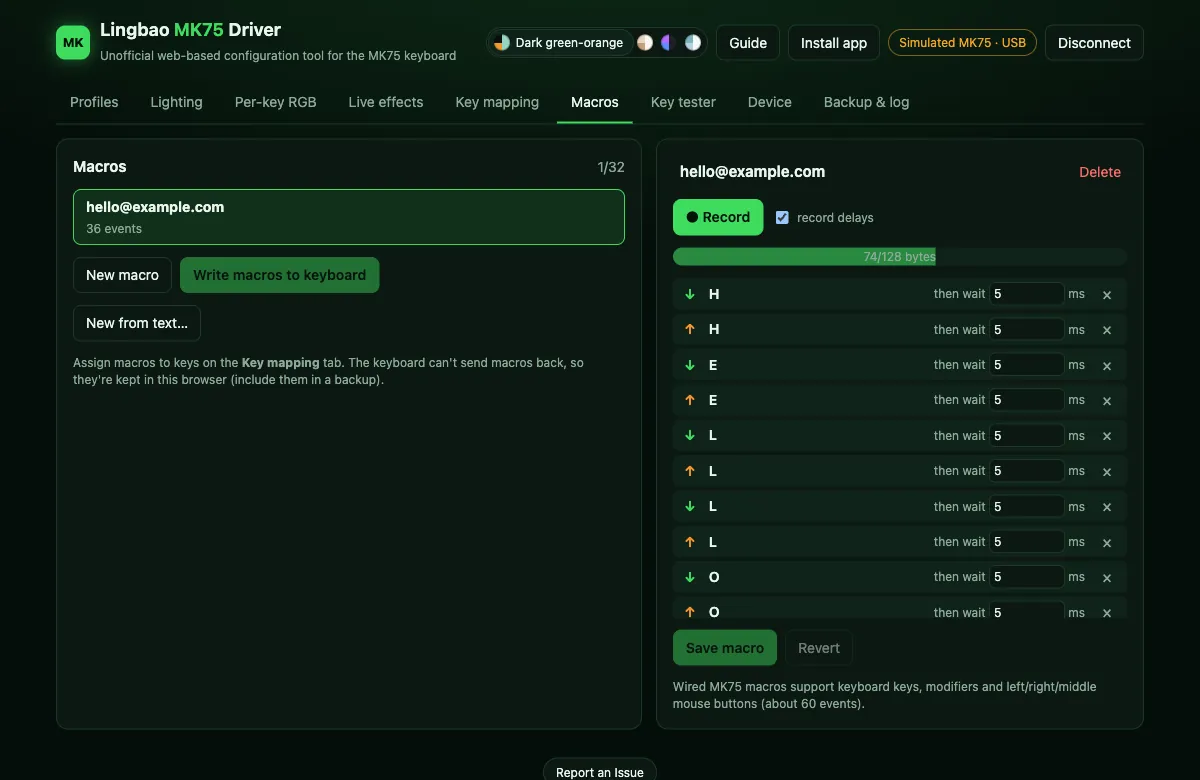 MK
Lingbao MK75 Driver
Unofficial web-based configuration tool for the MK75 keyboard
Dark green-orange
Guide
Install app
Simulated MK75 · USB
Disconnect
Profiles
Lighting
Per-key RGB
Live effects
Key mapping
Macros
Key tester
Device
Backup & log
Macros
1/32
hello@example.com
36 events
New macro
Write macros to keyboard
New from text...
Assign macros to keys on the Key mapping tab. The keyboard can't send macros back, so
they're kept in this browser (include them in a backup).
hello@example.com
Delete
Record
record delays
74/128 bytes
↓ H then wait 5 ms ×
↑ H then wait 5 ms ×
↓ E then wait 5 ms ×
↑ E then wait 5 ms ×
↓ L then wait 5 ms ×
↑ L then wait 5 ms ×
↓ L then wait 5 ms ×
↑ L then wait 5 ms ×
↓ O then wait 5 ms ×
↑ O then wait 5 ms ×
Save macro
Revert
Wired MK75 macros support keyboard keys, modifiers and left/right/middle
mouse buttons (about 60 events).
Report an Issue